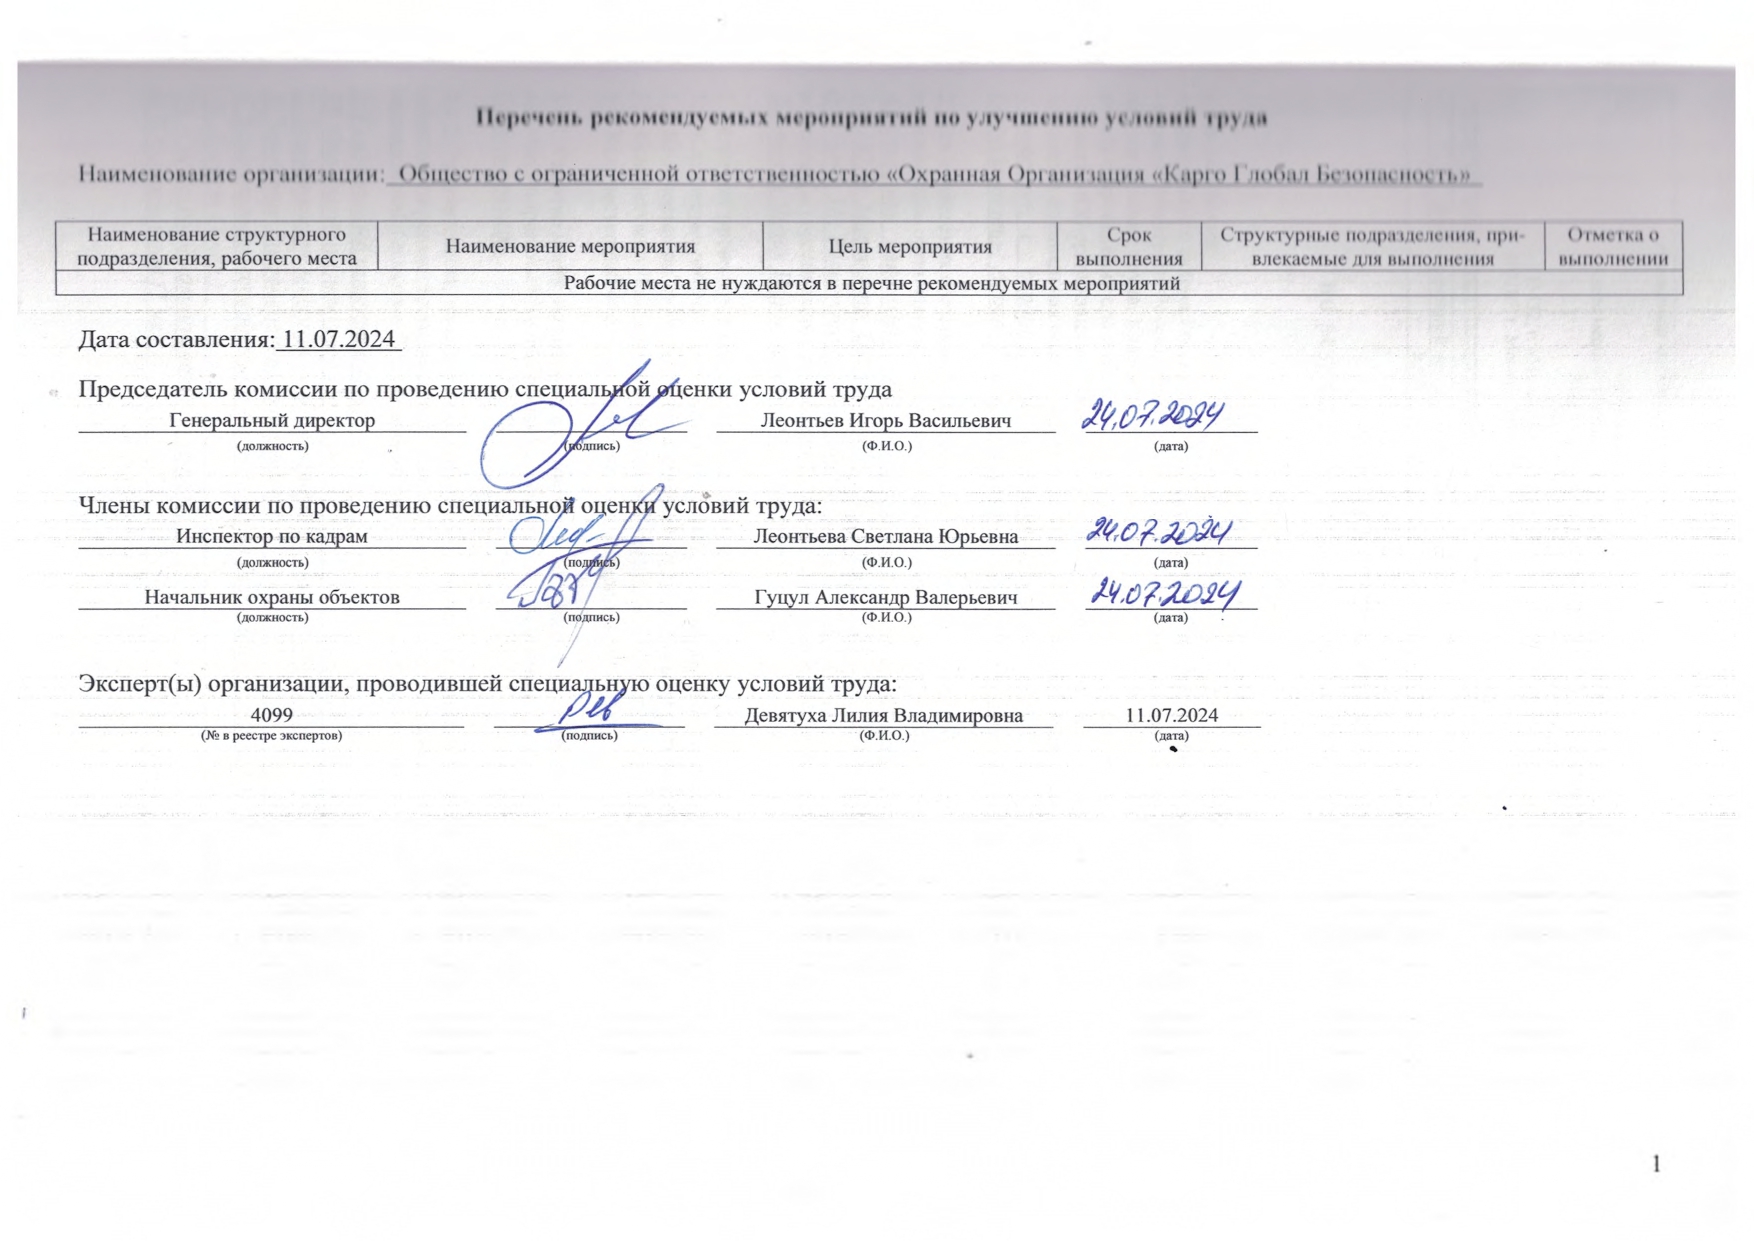 Перечень рекомендуемых мероприятий по улучшению условий труда
Наименование организации: Общество с ограниченной ответственностью «Охранная Организация «Карго Глобал Безопасность»
Наименование структурного подразделения, рабочего места
Наименование мероприятия
Цель мероприятия
Срок выполнения
Структурные подразделения, при-
влекаемые для выполнения
Отметка о выполнении
Рабочие места не нуждаются в перечне рекомендуемых мероприятий
Дата составления: 11.07.2024
Председатель комиссии по проведению специальной оценки условий труда
Генеральный директор Леонтьев Игорь Васильевич 24.07.2024
(должность) (подпись) (Ф.И.О.) (дата)
Члены комиссии по проведению специальной оценки условий труда:
Инспектор по кадрам Леонтьева Светлана Юрьевна 24.07.2024
(должность) (подпись) (Ф.И.О.) (дата)
Начальник охраны объектов Гуцул Александр Валерьевич 24.07.2024
(должность) (подпись) (Ф.И.О.) (дата)
Эксперт(ы) организации, проводившей специальную оценку условий труда:
4099 Девятуха Лилия Владимировна 11.07.2024
(№ в реестре экспертов) (подпись) (Ф.И.О.) (дата)
1